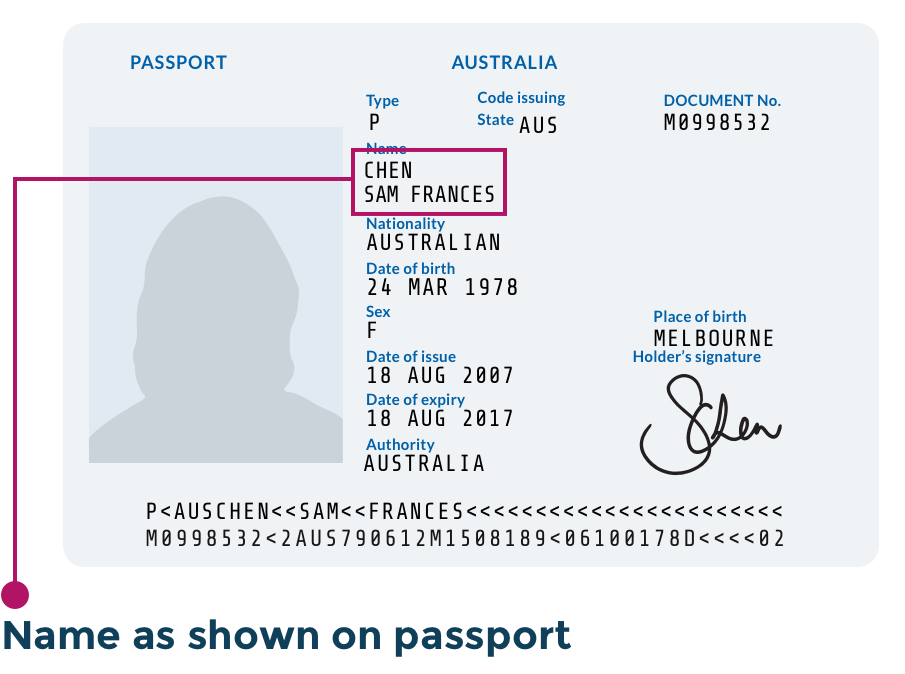 PASSPORT AUSTRALIA
Type Code issuing State DOCUMENT No.
P AUS M0998532
Name
CHEN
SAM FRANCES
Nationality
AUSTRALIAN
Date of birth
24 MAR 1978
Sex
F
Place of birth
MELBOURNE
Date of issue
18 AUG 2007
Holder's signature
SChen
Date of expiry
18 AUG 2017
Authority
AUSTRALIA
P<AUSCHEN<<SAM<<FRANCES<<<<<<<<<<<<<<<<<<<<<<<
M0998532<2AUS790612M1508189<06100178D<<<<02
Name as shown on passport